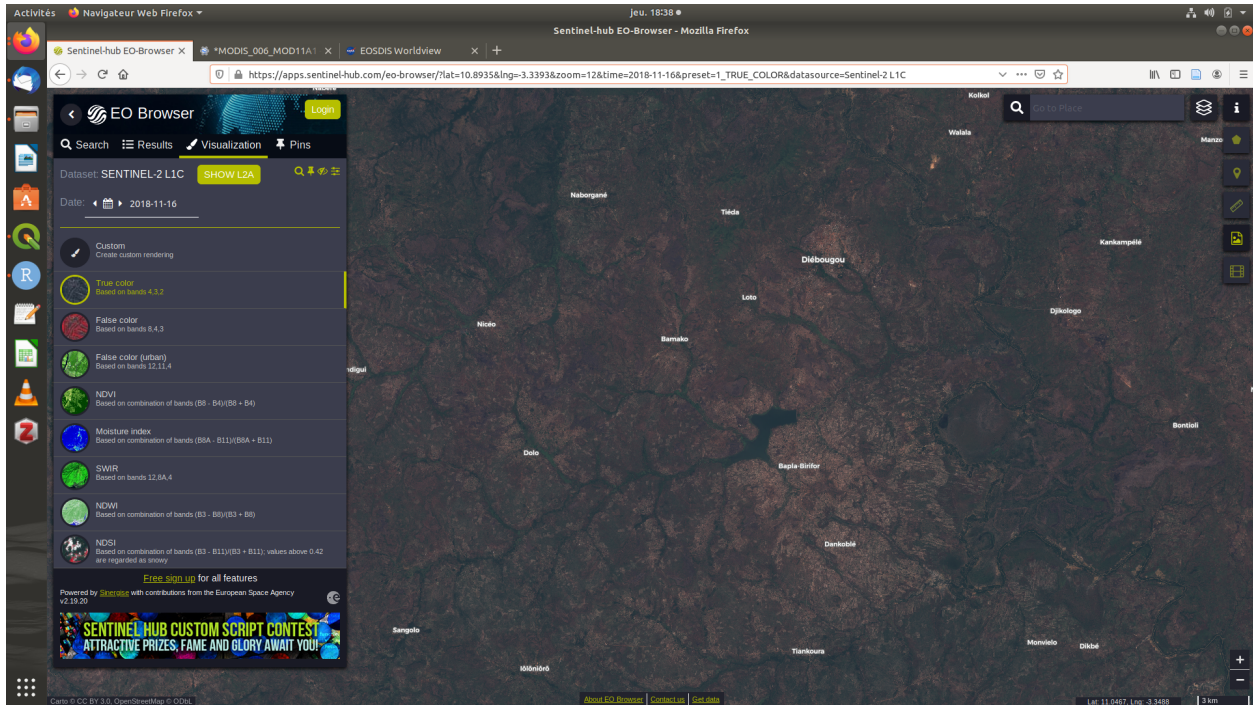 Activités Navigateur Web Firefox jeu. 18:38
Sentinel-hub EO-Browser - Mozilla Firefox
Sentinel-hub EO-Browser *MODIS_006_MOD11A1 EOSDIS Worldview
https://apps.sentinel-hub.com/eo-browser/?lat=10.8935&lng=-3.3393&zoom=12&time=2018-11-16&preset=1_TRUE_COLOR&datasource=Sentinel-2 L1C
EO Browser
Login
Search Results Visualization Pins
Dataset: SENTINEL-2 L1C SHOW L2A
Date: 2018-11-16
Custom
Create custom rendering
True color
Based on bands 4,3,2
False color
Based on bands 8,4,3
False color (urban)
Based on bands 12,11,4
NDVI
Based on combination of bands (B8 - B4)/(B8 + B4)
Moisture index
Based on combination of bands (B8A - B11)/(B8A + B11)
SWIR
Based on bands 12,8A,4
NDWI
Based on combination of bands (B3 - B8)/(B3 + B8)
NDSI
Based on combination of bands (B3 - B11)/(B3 + B11); values above 0.42
are regarded as snowy
Free sign up for all features
Powered by Sinergise with contributions from the European Space Agency
v2.19.20
SENTINEL HUB CUSTOM SCRIPT CONTEST
ATTRACTIVE PRIZES, FAME AND GLORY AWAIT YOU!
Carto © CC BY 3.0, OpenStreetMap © ODbL
Kolkol
Go to Place
Walala
Manzo
Naborgané
Tiéda
Kankampélé
Diébougou
Loto
Djikologo
Nicéo
Bamako
ndigui
Bontioli
Dolo
Bapla-Birifor
Dankoblé
Sangolo
Monvielo
Dikbé
Tiankoura
Iôlôniôrô
About EO Browser Contact us Get data
Lat: 11.0467, Lng: -3.3488
3 km